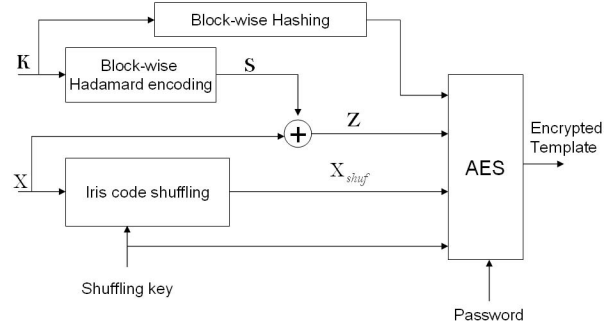 Block-wise Hashing
K
Block-wise
Hadamard encoding
S
+
Z
Encrypted
Template
AES
X
Iris code shuffling
X_shuf
Shuffling key
Password